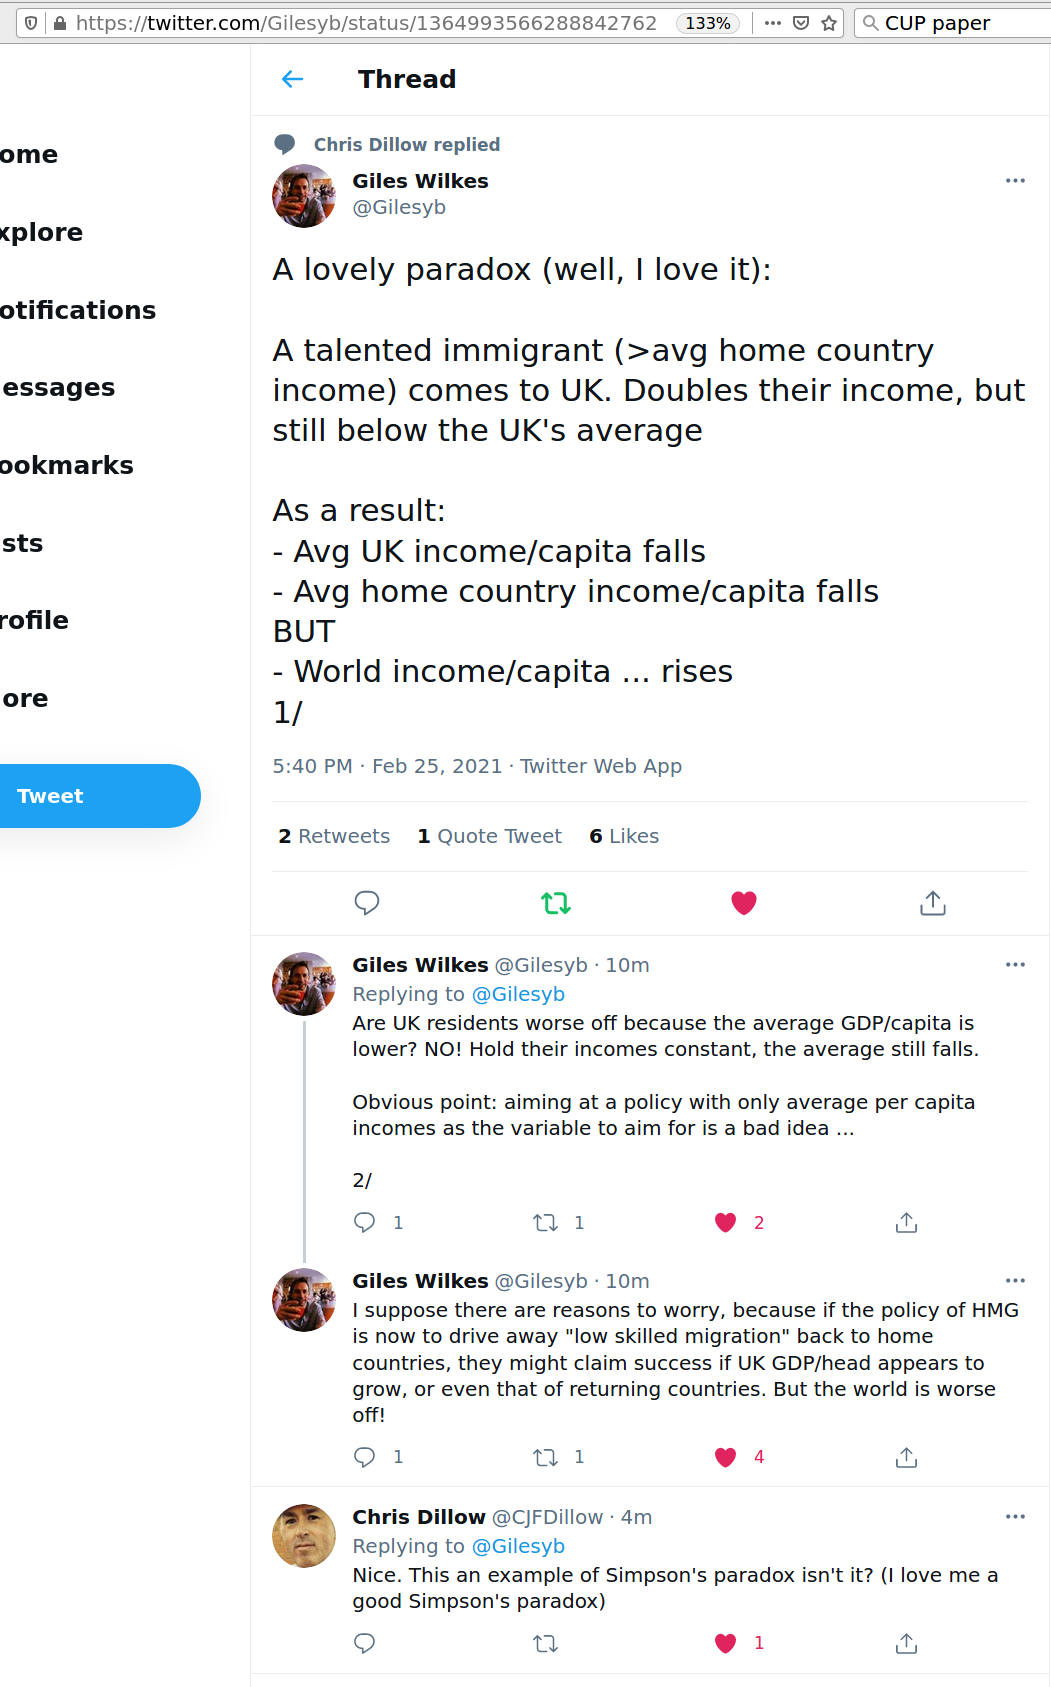 https://twitter.com/Gilesyb/status/1364993566288842762 133% CUP paper
Thread
ome
xplore
otifications
essages
ookmarks
sts
rofile
ore
Tweet
Chris Dillow replied
Giles Wilkes
@Gilesyb
A lovely paradox (well, I love it):
A talented immigrant (>avg home country
income) comes to UK. Doubles their income, but
still below the UK's average
As a result:
- Avg UK income/capita falls
- Avg home country income/capita falls
BUT
- World income/capita ... rises
1/
5:40 PM · Feb 25, 2021 · Twitter Web App
2 Retweets 1 Quote Tweet 6 Likes
Giles Wilkes @Gilesyb · 10m
Replying to @Gilesyb
Are UK residents worse off because the average GDP/capita is
lower? NO! Hold their incomes constant, the average still falls.
Obvious point: aiming at a policy with only average per capita
incomes as the variable to aim for is a bad idea ...
2/
1 1 2
Giles Wilkes @Gilesyb · 10m
I suppose there are reasons to worry, because if the policy of HMG
is now to drive away "low skilled migration" back to home
countries, they might claim success if UK GDP/head appears to
grow, or even that of returning countries. But the world is worse
off!
1 1 4
Chris Dillow @CJFDillow · 4m
Replying to @Gilesyb
Nice. This an example of Simpson's paradox isn't it? (I love me a
good Simpson's paradox)
1